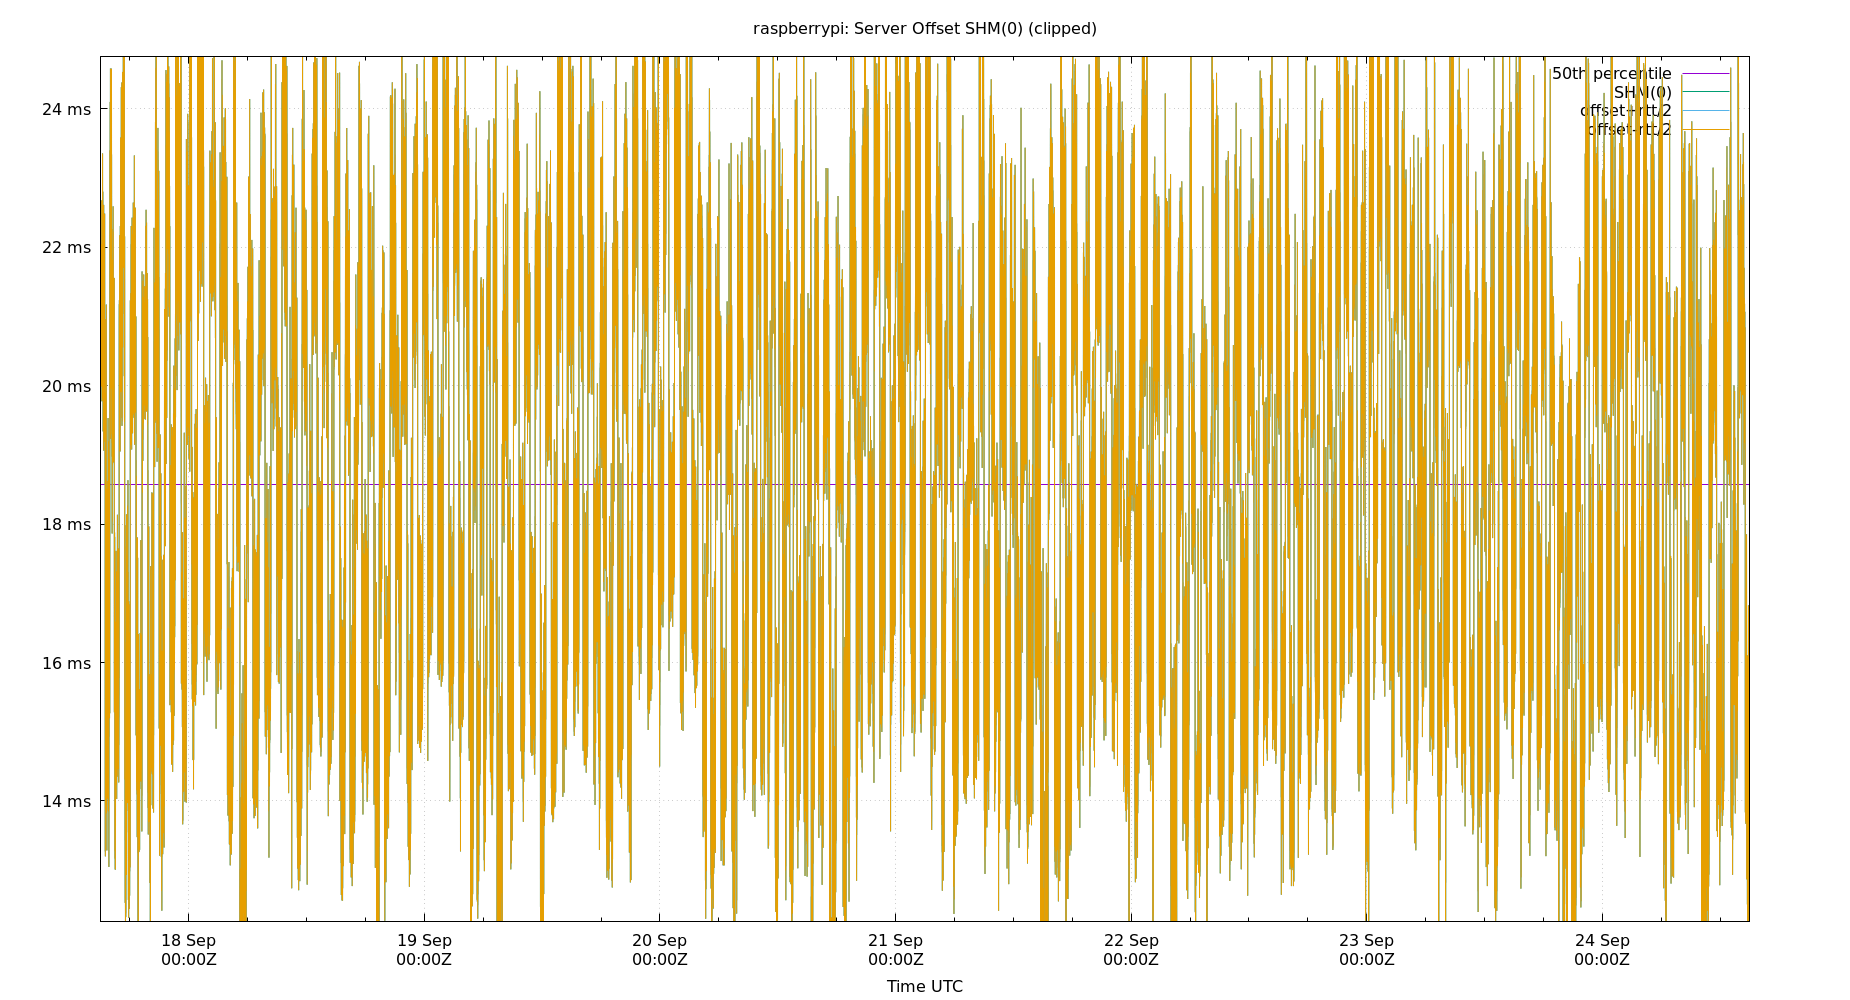 raspberrypi: Server Offset SHM(0) (clipped)
50th percentile
SHM(0)
offset+rtt/2
offset-rtt/2
24 ms
22 ms
20 ms
18 ms
16 ms
14 ms
18 Sep 19 Sep 20 Sep 21 Sep 22 Sep 23 Sep 24 Sep
00:00Z 00:00Z 00:00Z 00:00Z 00:00Z 00:00Z 00:00Z
Time UTC